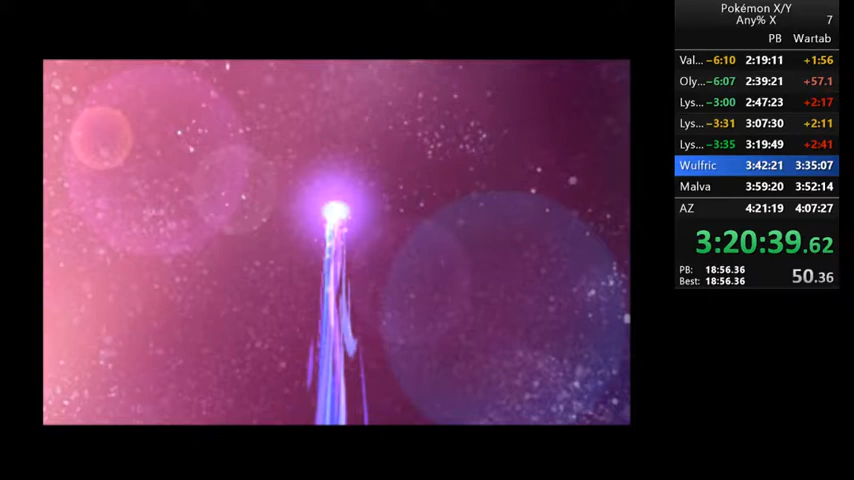 Pokémon X/Y
Any% X 7
PB Wartab
Val... −6:10 2:19:11 +1:56
Oly... −6:07 2:39:21 +57.1
Lys... −3:00 2:47:23 +2:17
Lys... −3:31 3:07:30 +2:11
Lys... −3:35 3:19:49 +2:41
Wulfric 3:42:21 3:35:07
Malva 3:59:20 3:52:14
AZ 4:21:19 4:07:27
3:20:39.62
PB: 18:56.36
Best: 18:56.36
50.36